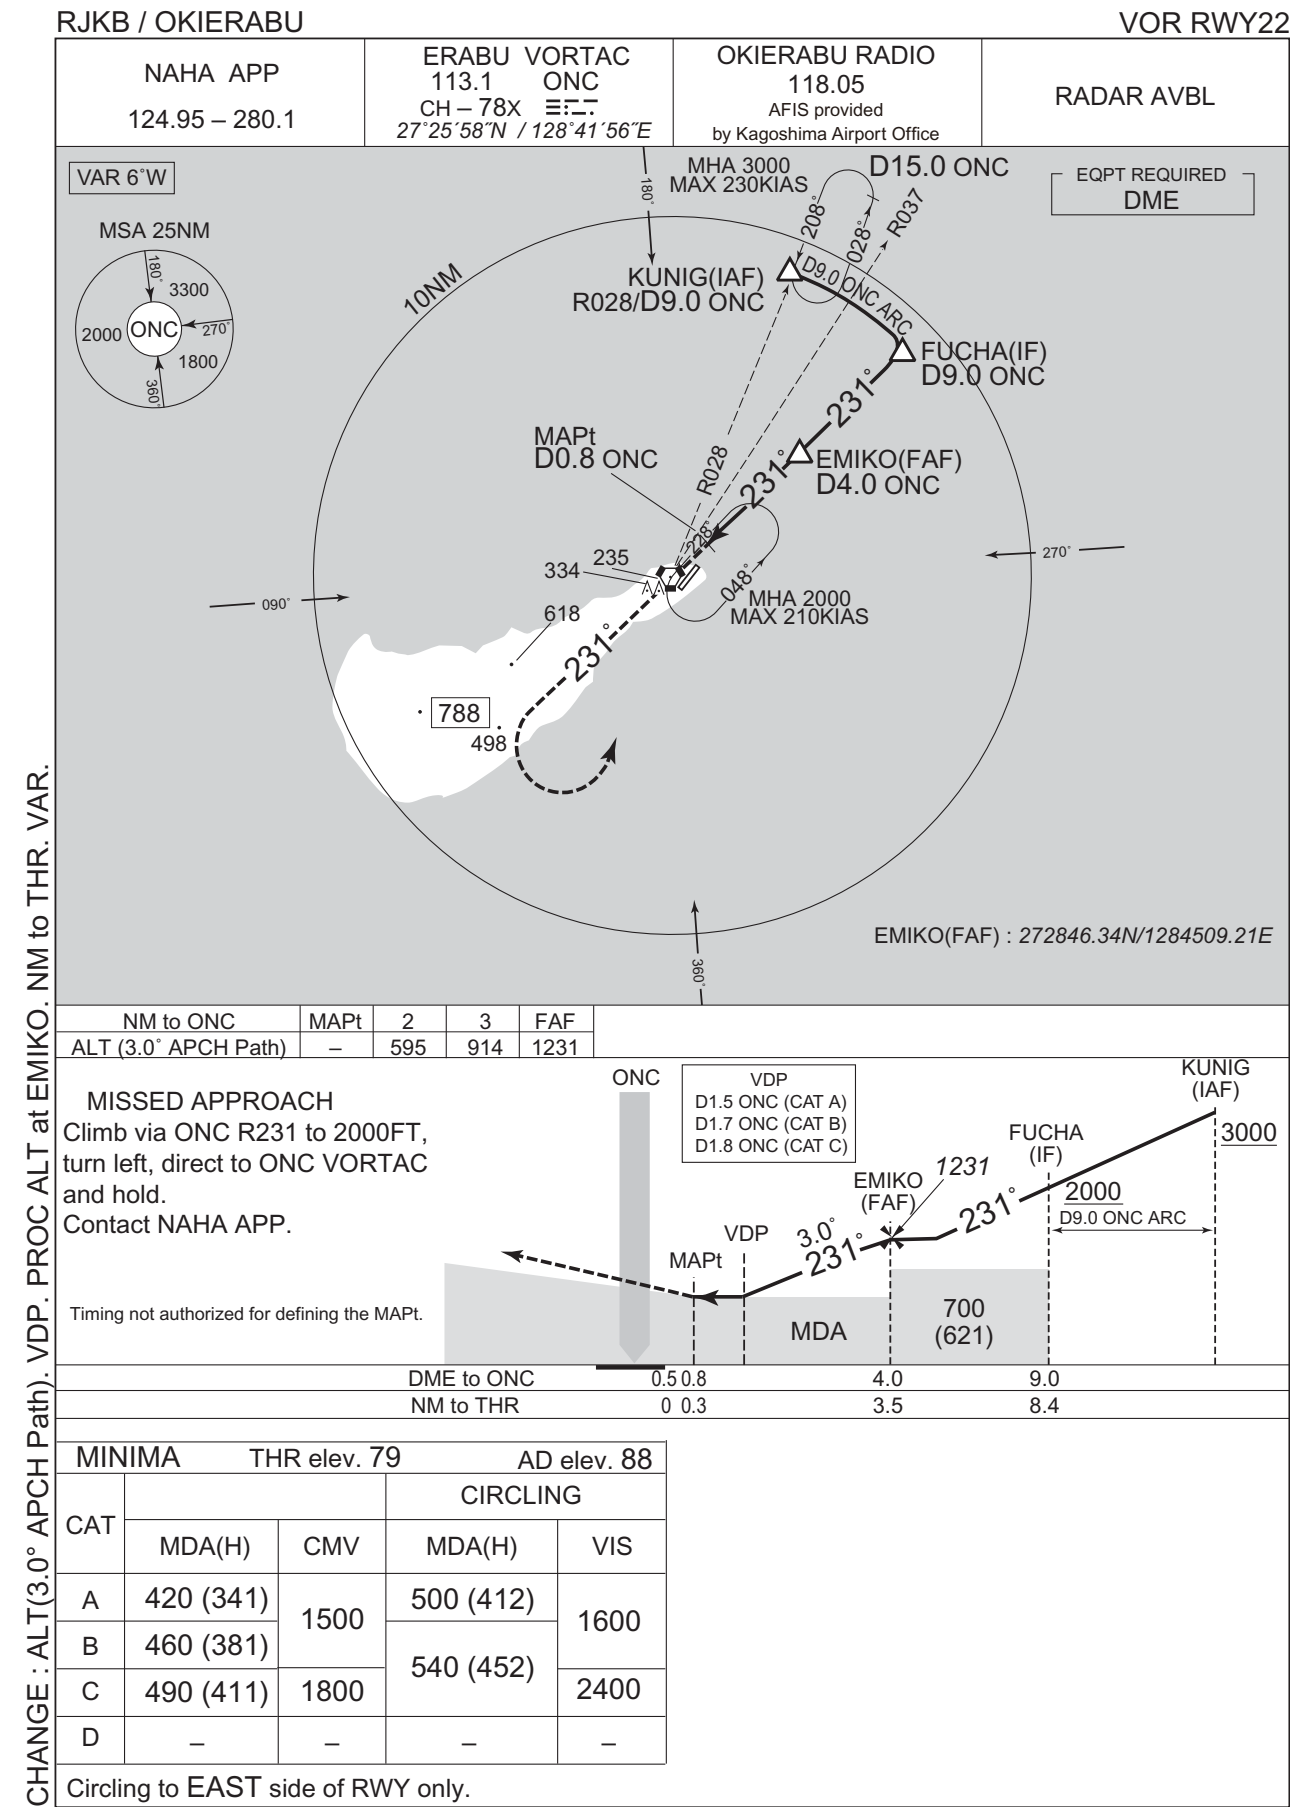 RJKB / OKIERABU
VOR RWY22
NAHA APP
124.95 – 280.1
ERABU VORTAC
113.1 ONC
CH – 78X
27˚25´58˝N / 128˚41´56˝E
OKIERABU RADIO
118.05
AFIS provided
by Kagoshima Airport Office
RADAR AVBL
VAR 6˚W
MSA 25NM
180˚
3300
2000
ONC
270˚
1800
360˚
180˚
MHA 3000
MAX 230KIAS
D15.0 ONC
208˚
028˚
R037
EQPT REQUIRED
DME
10NM
KUNIG(IAF)
R028/D9.0 ONC
D9.0 ONC ARC
FUCHA(IF)
D9.0 ONC
231˚
MAPt
D0.8 ONC
R028
EMIKO(FAF)
D4.0 ONC
231˚
228˚
270˚
235
334
048˚
MHA 2000
MAX 210KIAS
090˚
618
231˚
788
498
EMIKO(FAF) : 272846.34N/1284509.21E
360˚
NM to ONC MAPt 2 3 FAF
ALT (3.0˚ APCH Path) – 595 914 1231
MISSED APPROACH
Climb via ONC R231 to 2000FT,
turn left, direct to ONC VORTAC
and hold.
Contact NAHA APP.
Timing not authorized for defining the MAPt.
ONC
VDP
D1.5 ONC (CAT A)
D1.7 ONC (CAT B)
D1.8 ONC (CAT C)
KUNIG
(IAF)
3000
FUCHA
(IF)
2000
D9.0 ONC ARC
EMIKO
(FAF)
1231
231˚
3.0˚
231˚
VDP
MAPt
MDA
700
(621)
DME to ONC 0.5 0.8 4.0 9.0
NM to THR 0 0.3 3.5 8.4
MINIMA THR elev. 79 AD elev. 88
CAT
CIRCLING
MDA(H) CMV MDA(H) VIS
A 420 (341) 1500 500 (412) 1600
B 460 (381) 540 (452)
C 490 (411) 1800 2400
D – – – –
Circling to EAST side of RWY only.
CHANGE : ALT(3.0° APCH Path). VDP. PROC ALT at EMIKO. NM to THR. VAR.